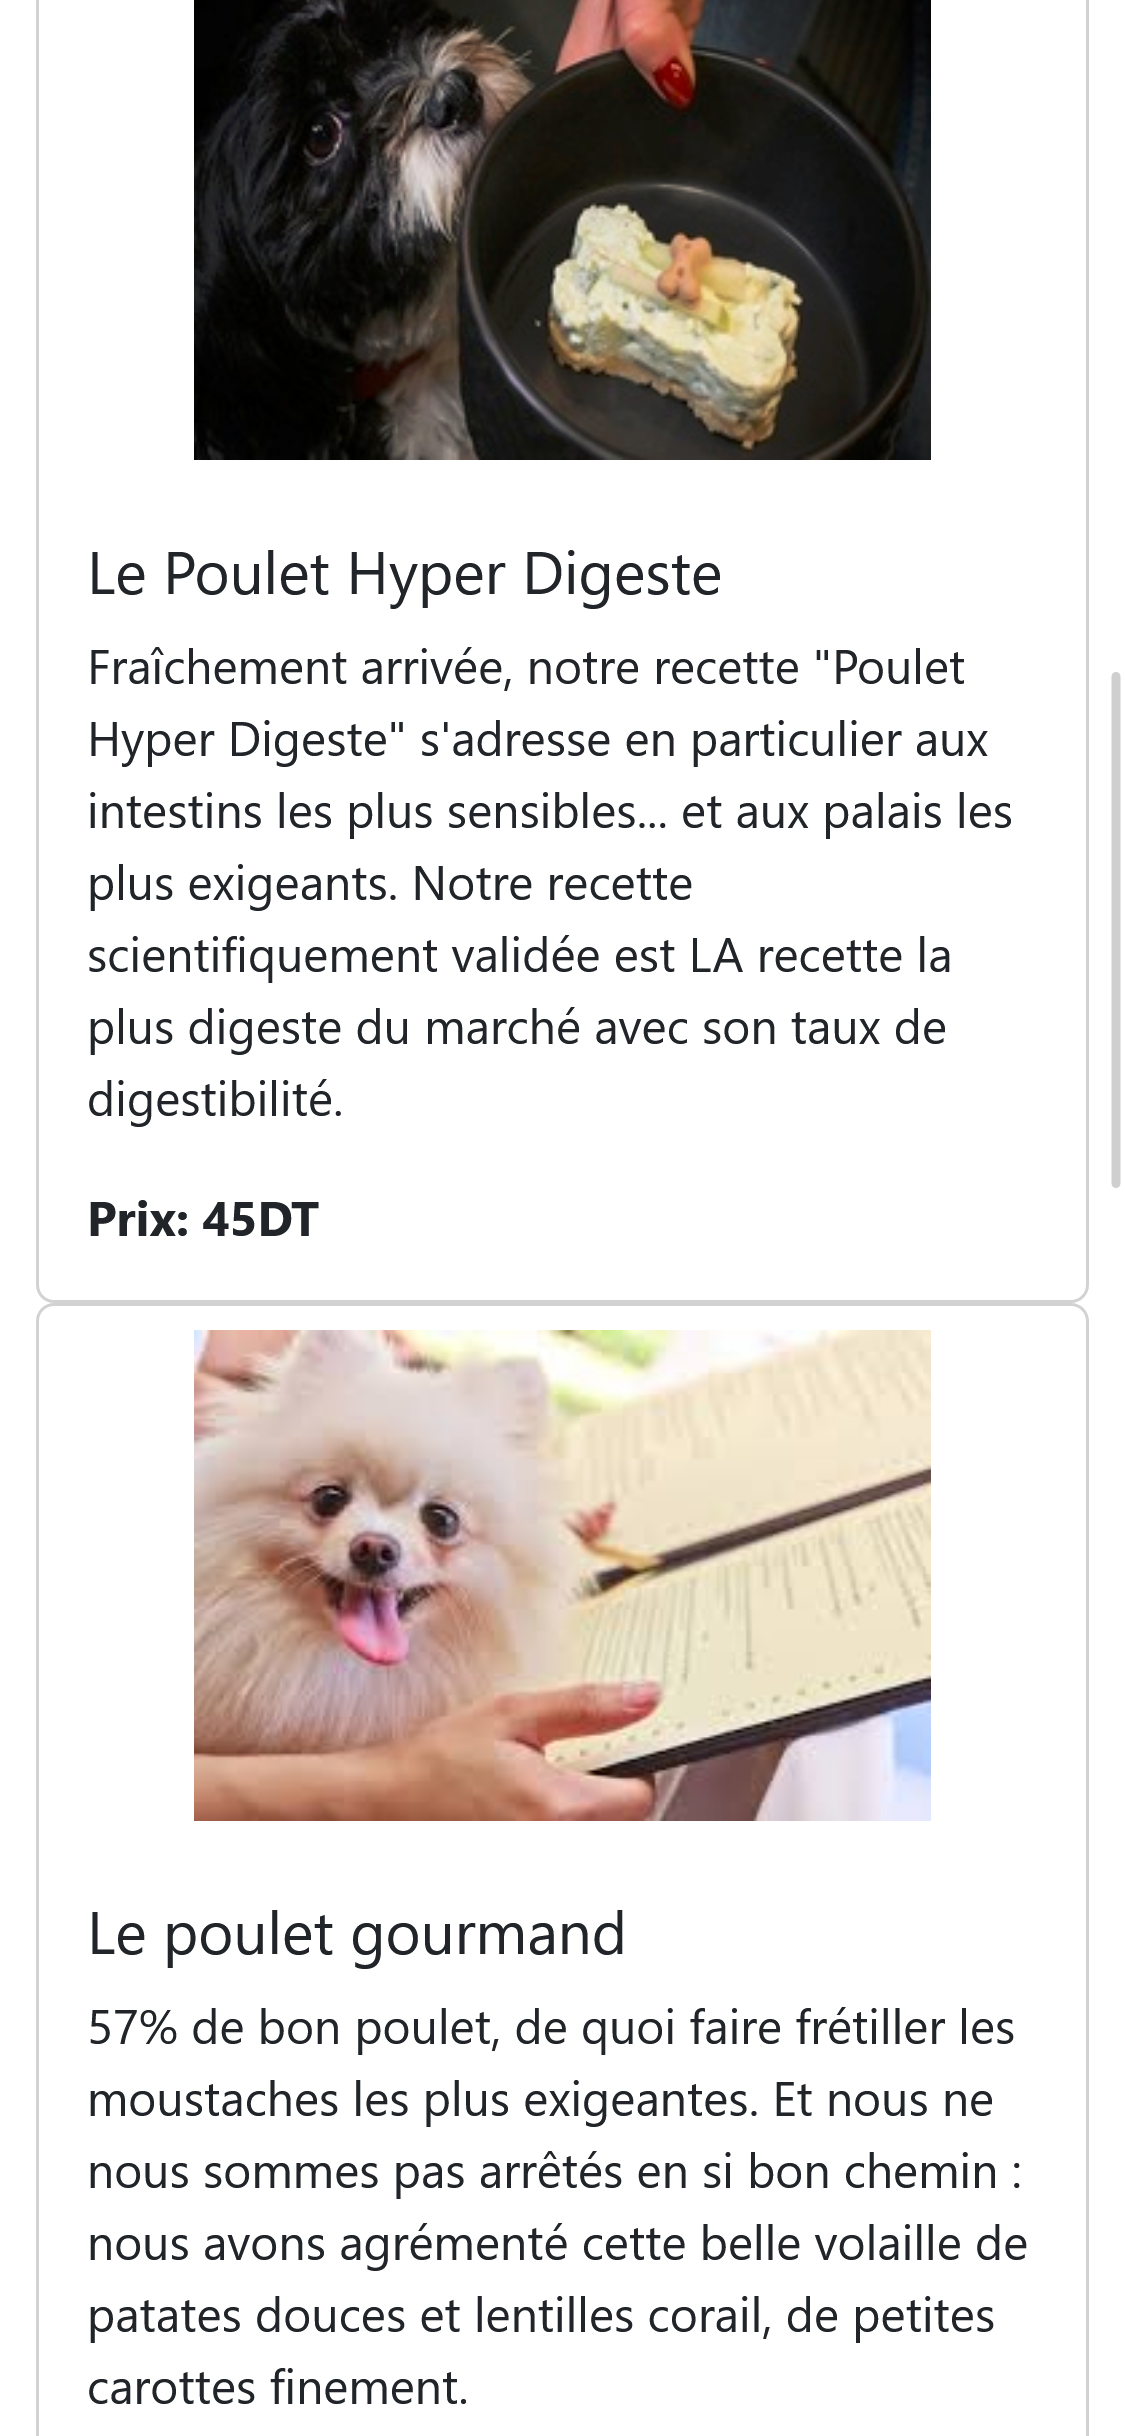 Le Poulet Hyper Digeste
Fraîchement arrivée, notre recette "Poulet
Hyper Digeste" s'adresse en particulier aux
intestins les plus sensibles... et aux palais les
plus exigeants. Notre recette
scientifiquement validée est LA recette la
plus digeste du marché avec son taux de
digestibilité.
Prix: 45DT
Le poulet gourmand
57% de bon poulet, de quoi faire frétiller les
moustaches les plus exigeantes. Et nous ne
nous sommes pas arrêtés en si bon chemin :
nous avons agrémenté cette belle volaille de
patates douces et lentilles corail, de petites
carottes finement.